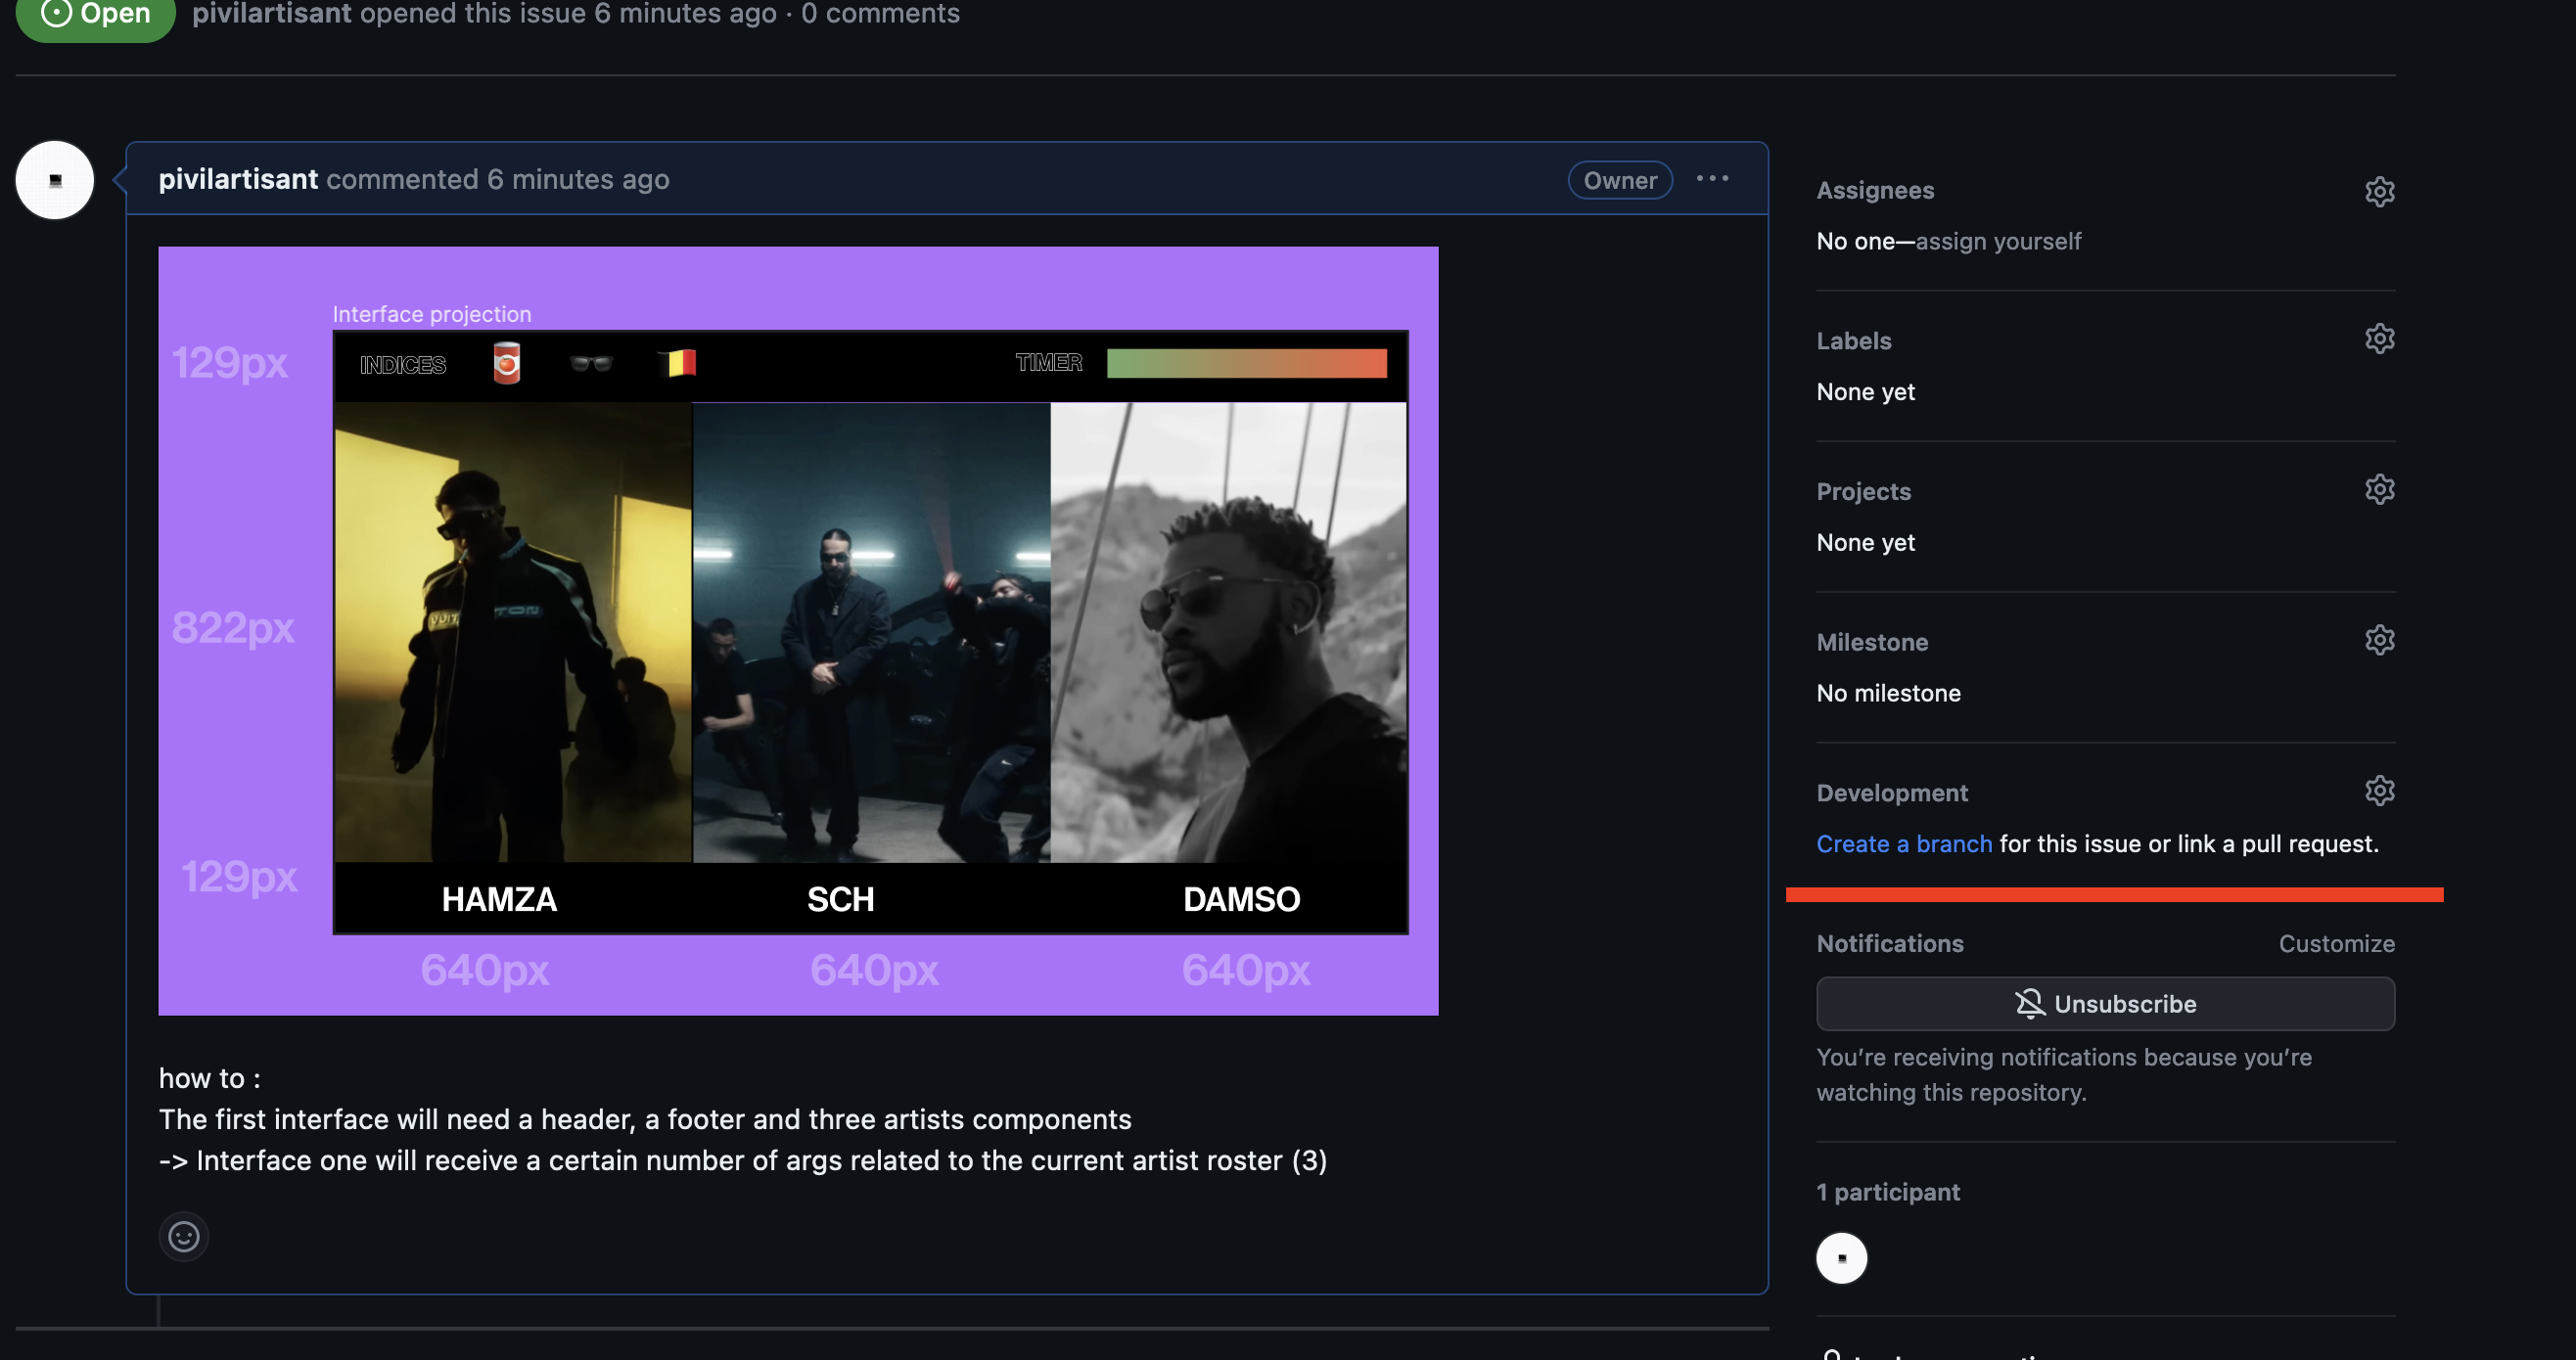 Open
pivilartisant opened this issue 6 minutes ago · 0 comments
pivilartisant commented 6 minutes ago
Owner
Interface projection
129px
INDICES
TIMER
822px
129px
HAMZA
SCH
DAMSO
640px
640px
640px
how to :
The first interface will need a header, a footer and three artists components
-> Interface one will receive a certain number of args related to the current artist roster (3)
Assignees
No one—assign yourself
Labels
None yet
Projects
None yet
Milestone
No milestone
Development
Create a branch for this issue or link a pull request.
Notifications
Customize
Unsubscribe
You're receiving notifications because you're
watching this repository.
1 participant